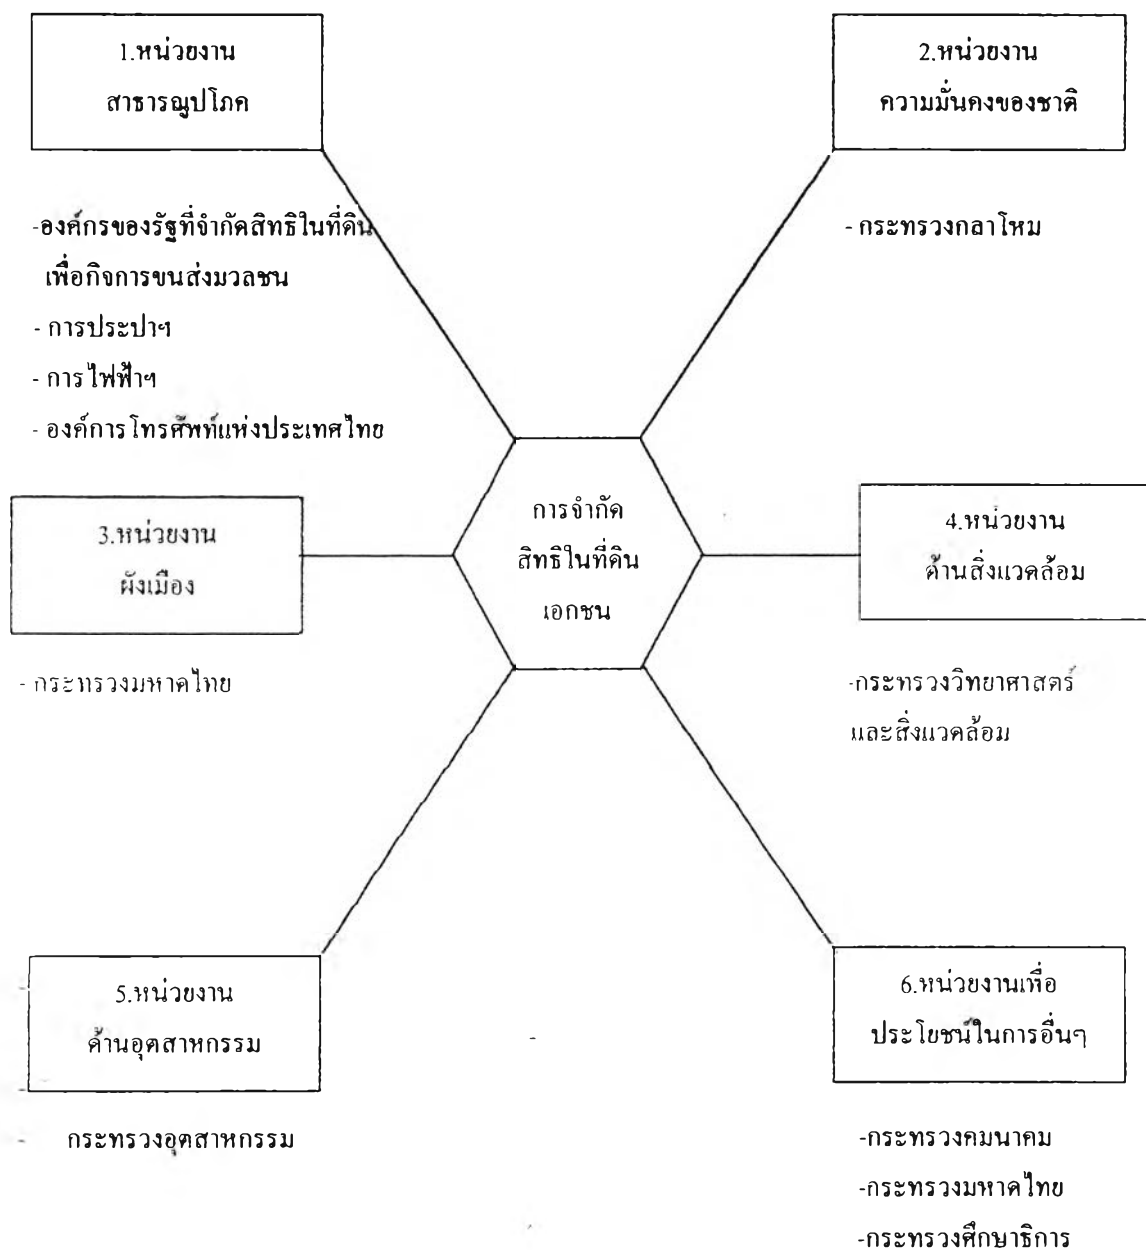 1.หน่วยงาน
สาธารณูปโภค
2.หน่วยงาน
ความมั่นคงของชาติ
-องค์กรของรัฐที่จำกัดสิทธิในที่ดิน
เพื่อกิจการขนส่งมวลชน
- การประปาฯ
- การไฟฟ้าฯ
- องค์การโทรศัพท์แห่งประเทศไทย
- กระทรวงกลาโหม
การจำกัด
สิทธิในที่ดิน
เอกชน
3.หน่วยงาน
ผังเมือง
- กระทรวงมหาดไทย
4.หน่วยงาน
ด้านสิ่งแวดล้อม
-กระทรวงวิทยาศาสตร์
และสิ่งแวดล้อม
5.หน่วยงาน
ด้านอุตสาหกรรม
กระทรวงอุตสาหกรรม
6.หน่วยงานเพื่อ
ประโยชน์ในการอื่นๆ
-กระทรวงคมนาคม
-กระทรวงมหาดไทย
-กระทรวงศึกษาธิการ